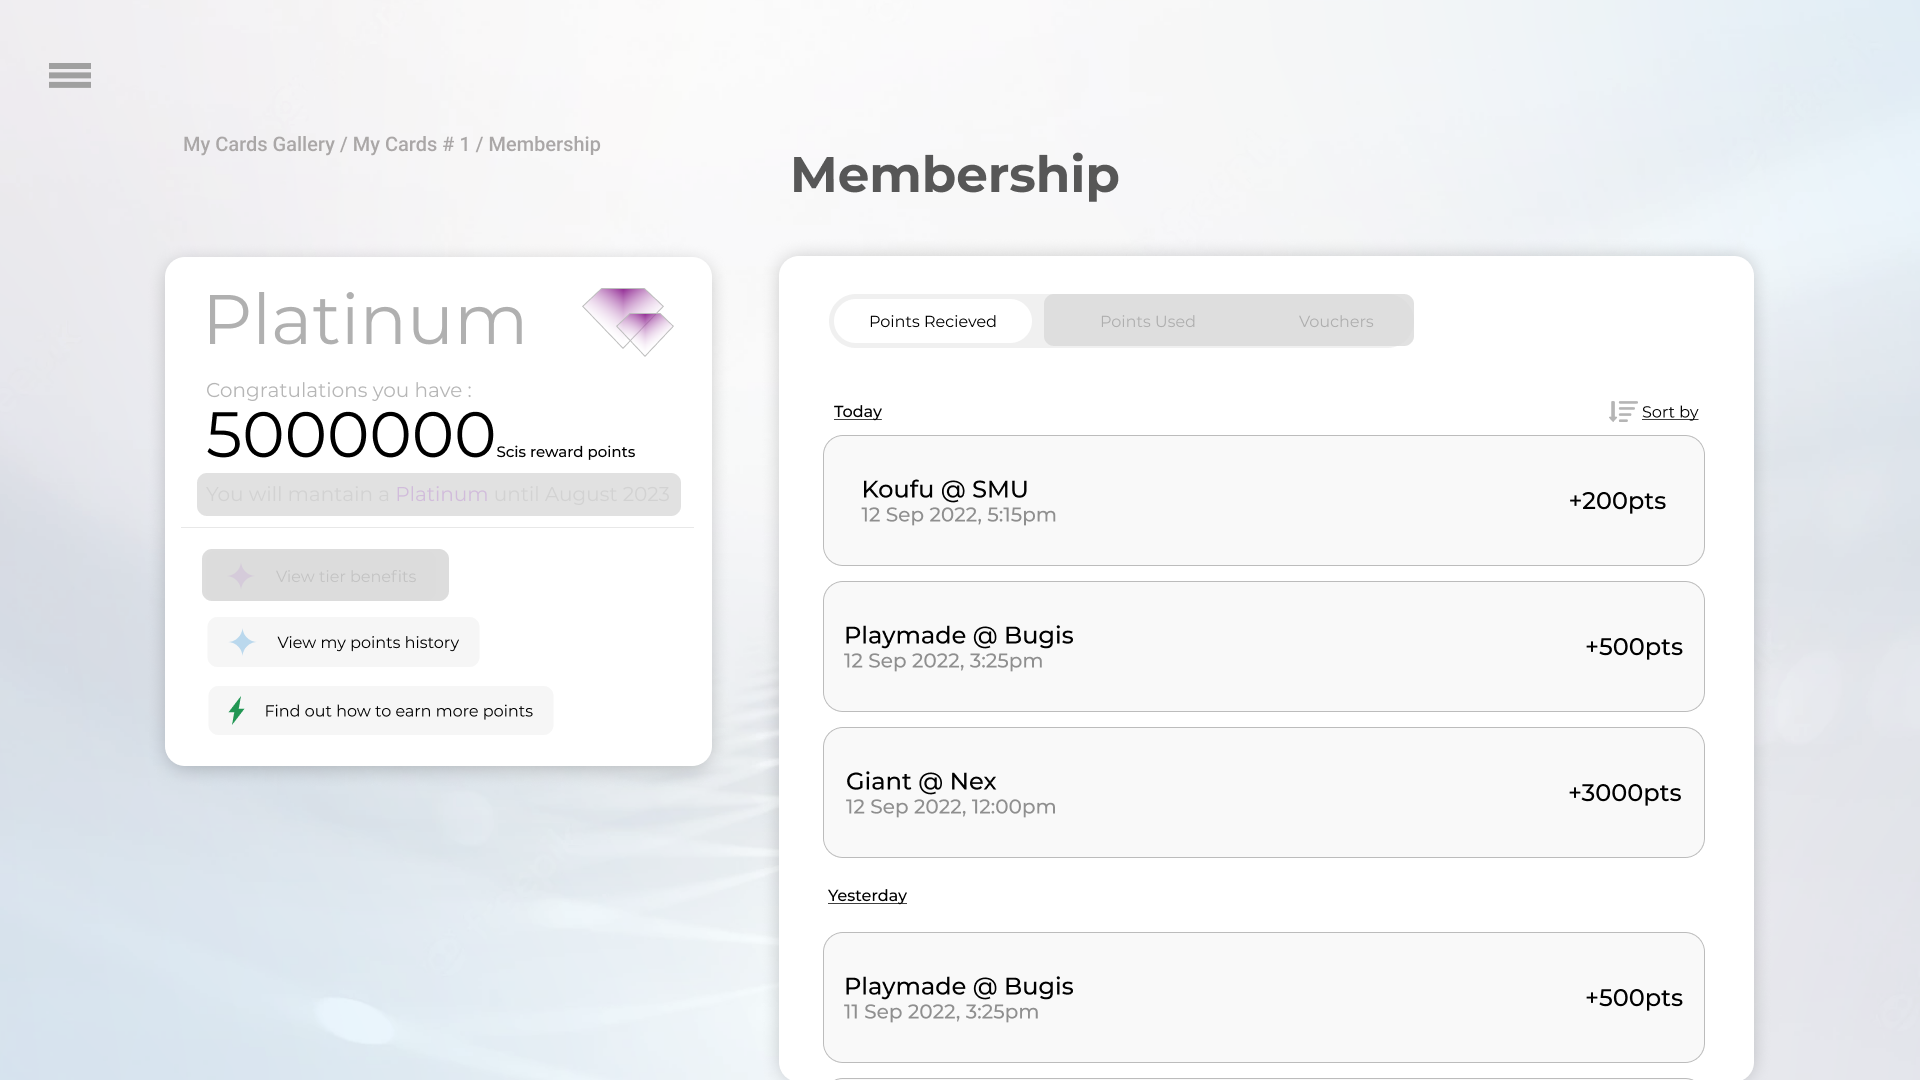 My Cards Gallery / My Cards # 1 / Membership
Membership
Platinum
Congratulations you have :
5000000 Scis reward points
You will mantain a Platinum until August 2023
View tier benefits
View my points history
Find out how to earn more points
Points Recieved
Points Used
Vouchers
Today
Sort by
Koufu @ SMU
12 Sep 2022, 5:15pm
+200pts
Playmade @ Bugis
12 Sep 2022, 3:25pm
+500pts
Giant @ Nex
12 Sep 2022, 12:00pm
+3000pts
Yesterday
Playmade @ Bugis
11 Sep 2022, 3:25pm
+500pts